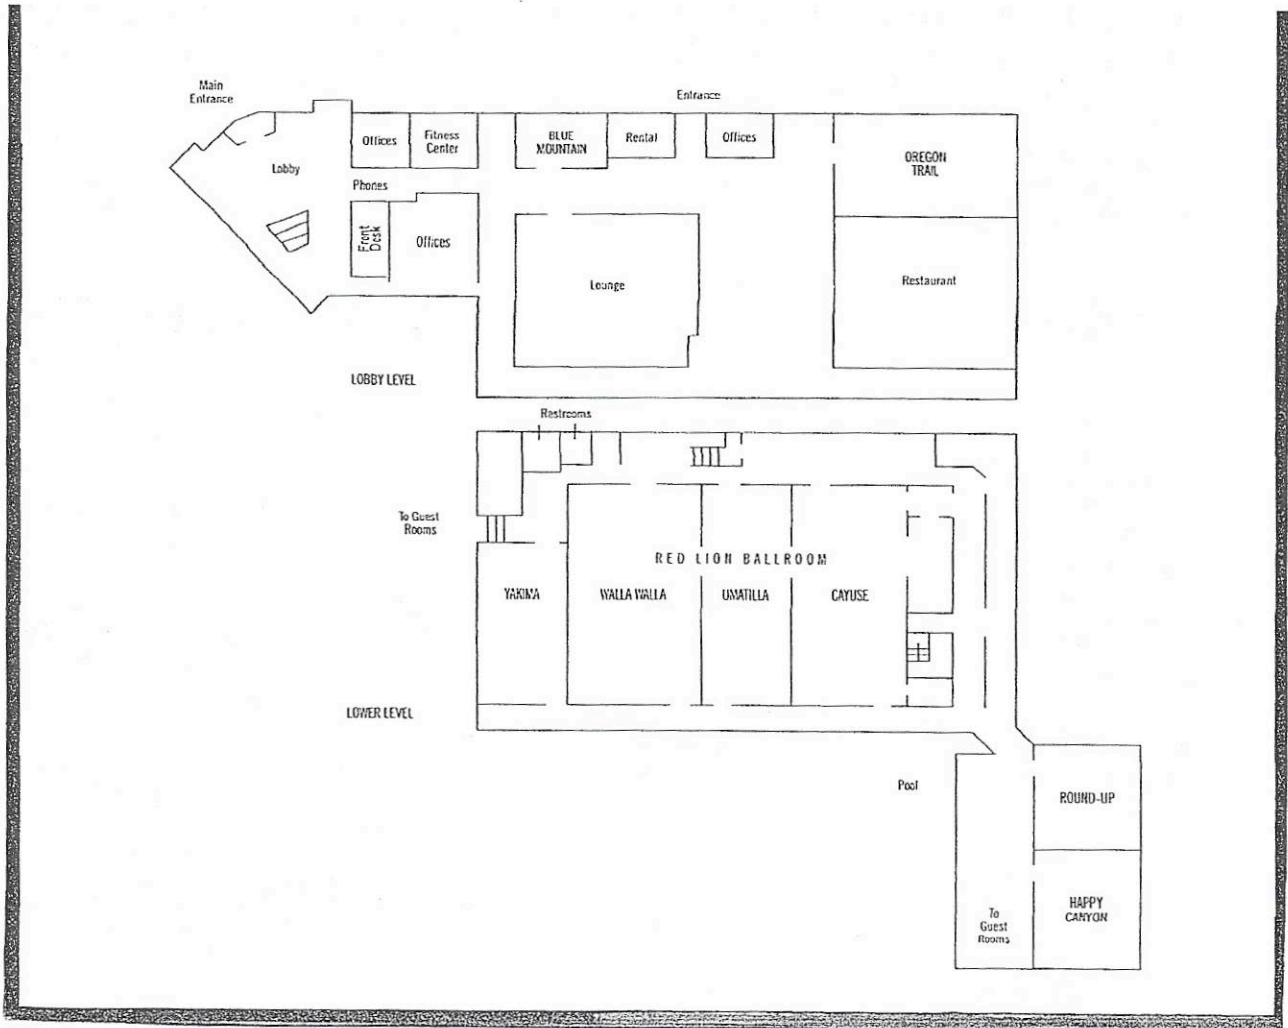 Main
Entrance
Entrance
Offices
Fitness
Center
BLUE
MOUNTAIN
Rental
Offices
OREGON
TRAIL
Lobby
Phones
Front
Desk
Offices
Lounge
Restaurant
LOBBY LEVEL
Restrooms
To Guest
Rooms
RED LION BALLROOM
YAKIMA
WALLA WALLA
UMATILLA
CAYUSE
LOWER LEVEL
Pool
ROUND-UP
HAPPY
CANYON
To
Guest
Rooms